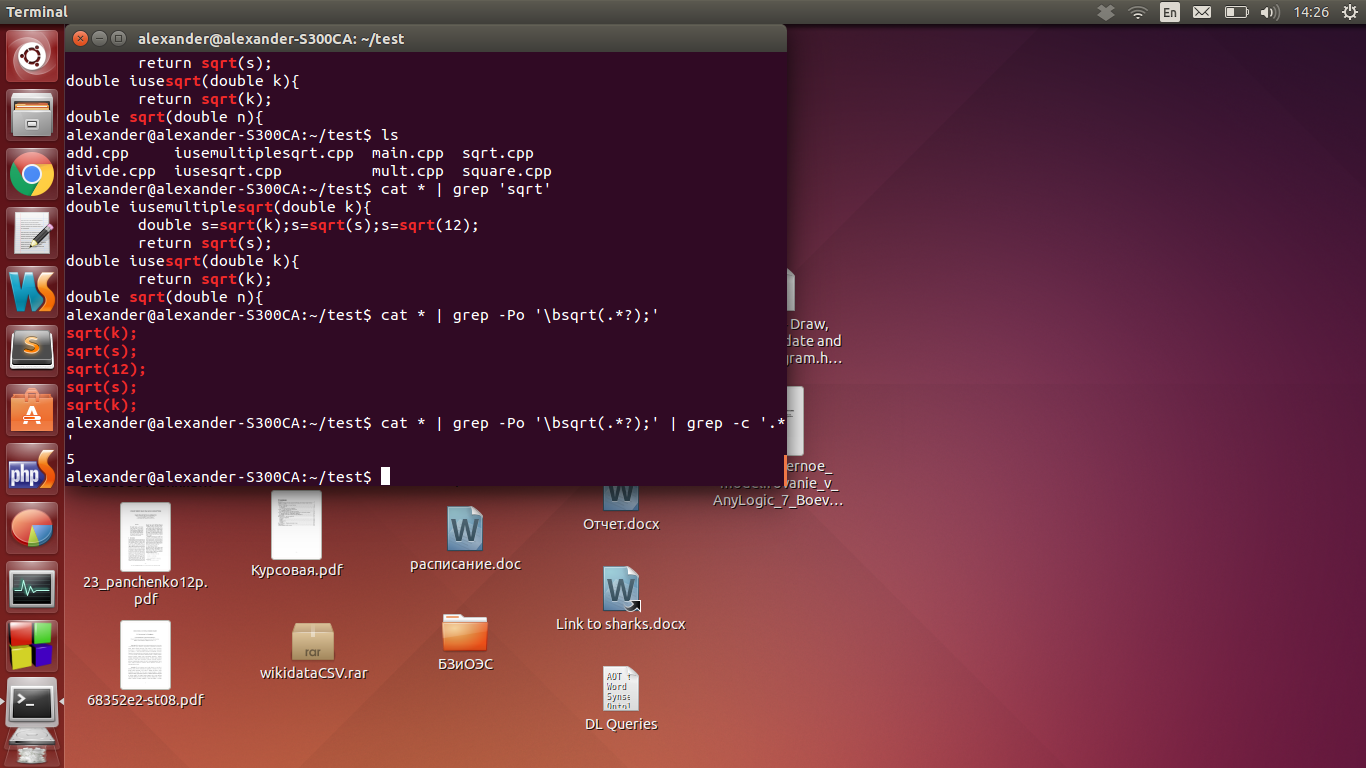 Terminal
En
14:26
alexander@alexander-S300CA: ~/test
return sqrt(s);
double iusesqrt(double k){
return sqrt(k);
double sqrt(double n){
alexander@alexander-S300CA:~/test$ ls
add.cpp iusemultiplesqrt.cpp main.cpp sqrt.cpp
divide.cpp iusesqrt.cpp mult.cpp square.cpp
alexander@alexander-S300CA:~/test$ cat * | grep 'sqrt'
double iusemultiplesqrt(double k){
double s=sqrt(k);s=sqrt(s);s=sqrt(12);
return sqrt(s);
double iusesqrt(double k){
return sqrt(k);
double sqrt(double n){
alexander@alexander-S300CA:~/test$ cat * | grep -Po '\bsqrt(.*?);'
sqrt(k);
sqrt(s);
sqrt(12);
sqrt(s);
sqrt(k);
alexander@alexander-S300CA:~/test$ cat * | grep -Po '\bsqrt(.*?);' | grep -c '.*
'
5
alexander@alexander-S300CA:~/test$
WS
S
A
phpS
Draw,
date and
gram.h...
ernoe_
modelirovanie_v_
AnyLogic_7_Boev...
23_panchenko12p.
pdf
Курсовая.pdf
W
расписание.doc
W
Отчет.docx
W
Link to sharks.docx
68352e2-st08.pdf
rar
wikidataCSV.rar
БЗиОЭС
Word
DL Queries